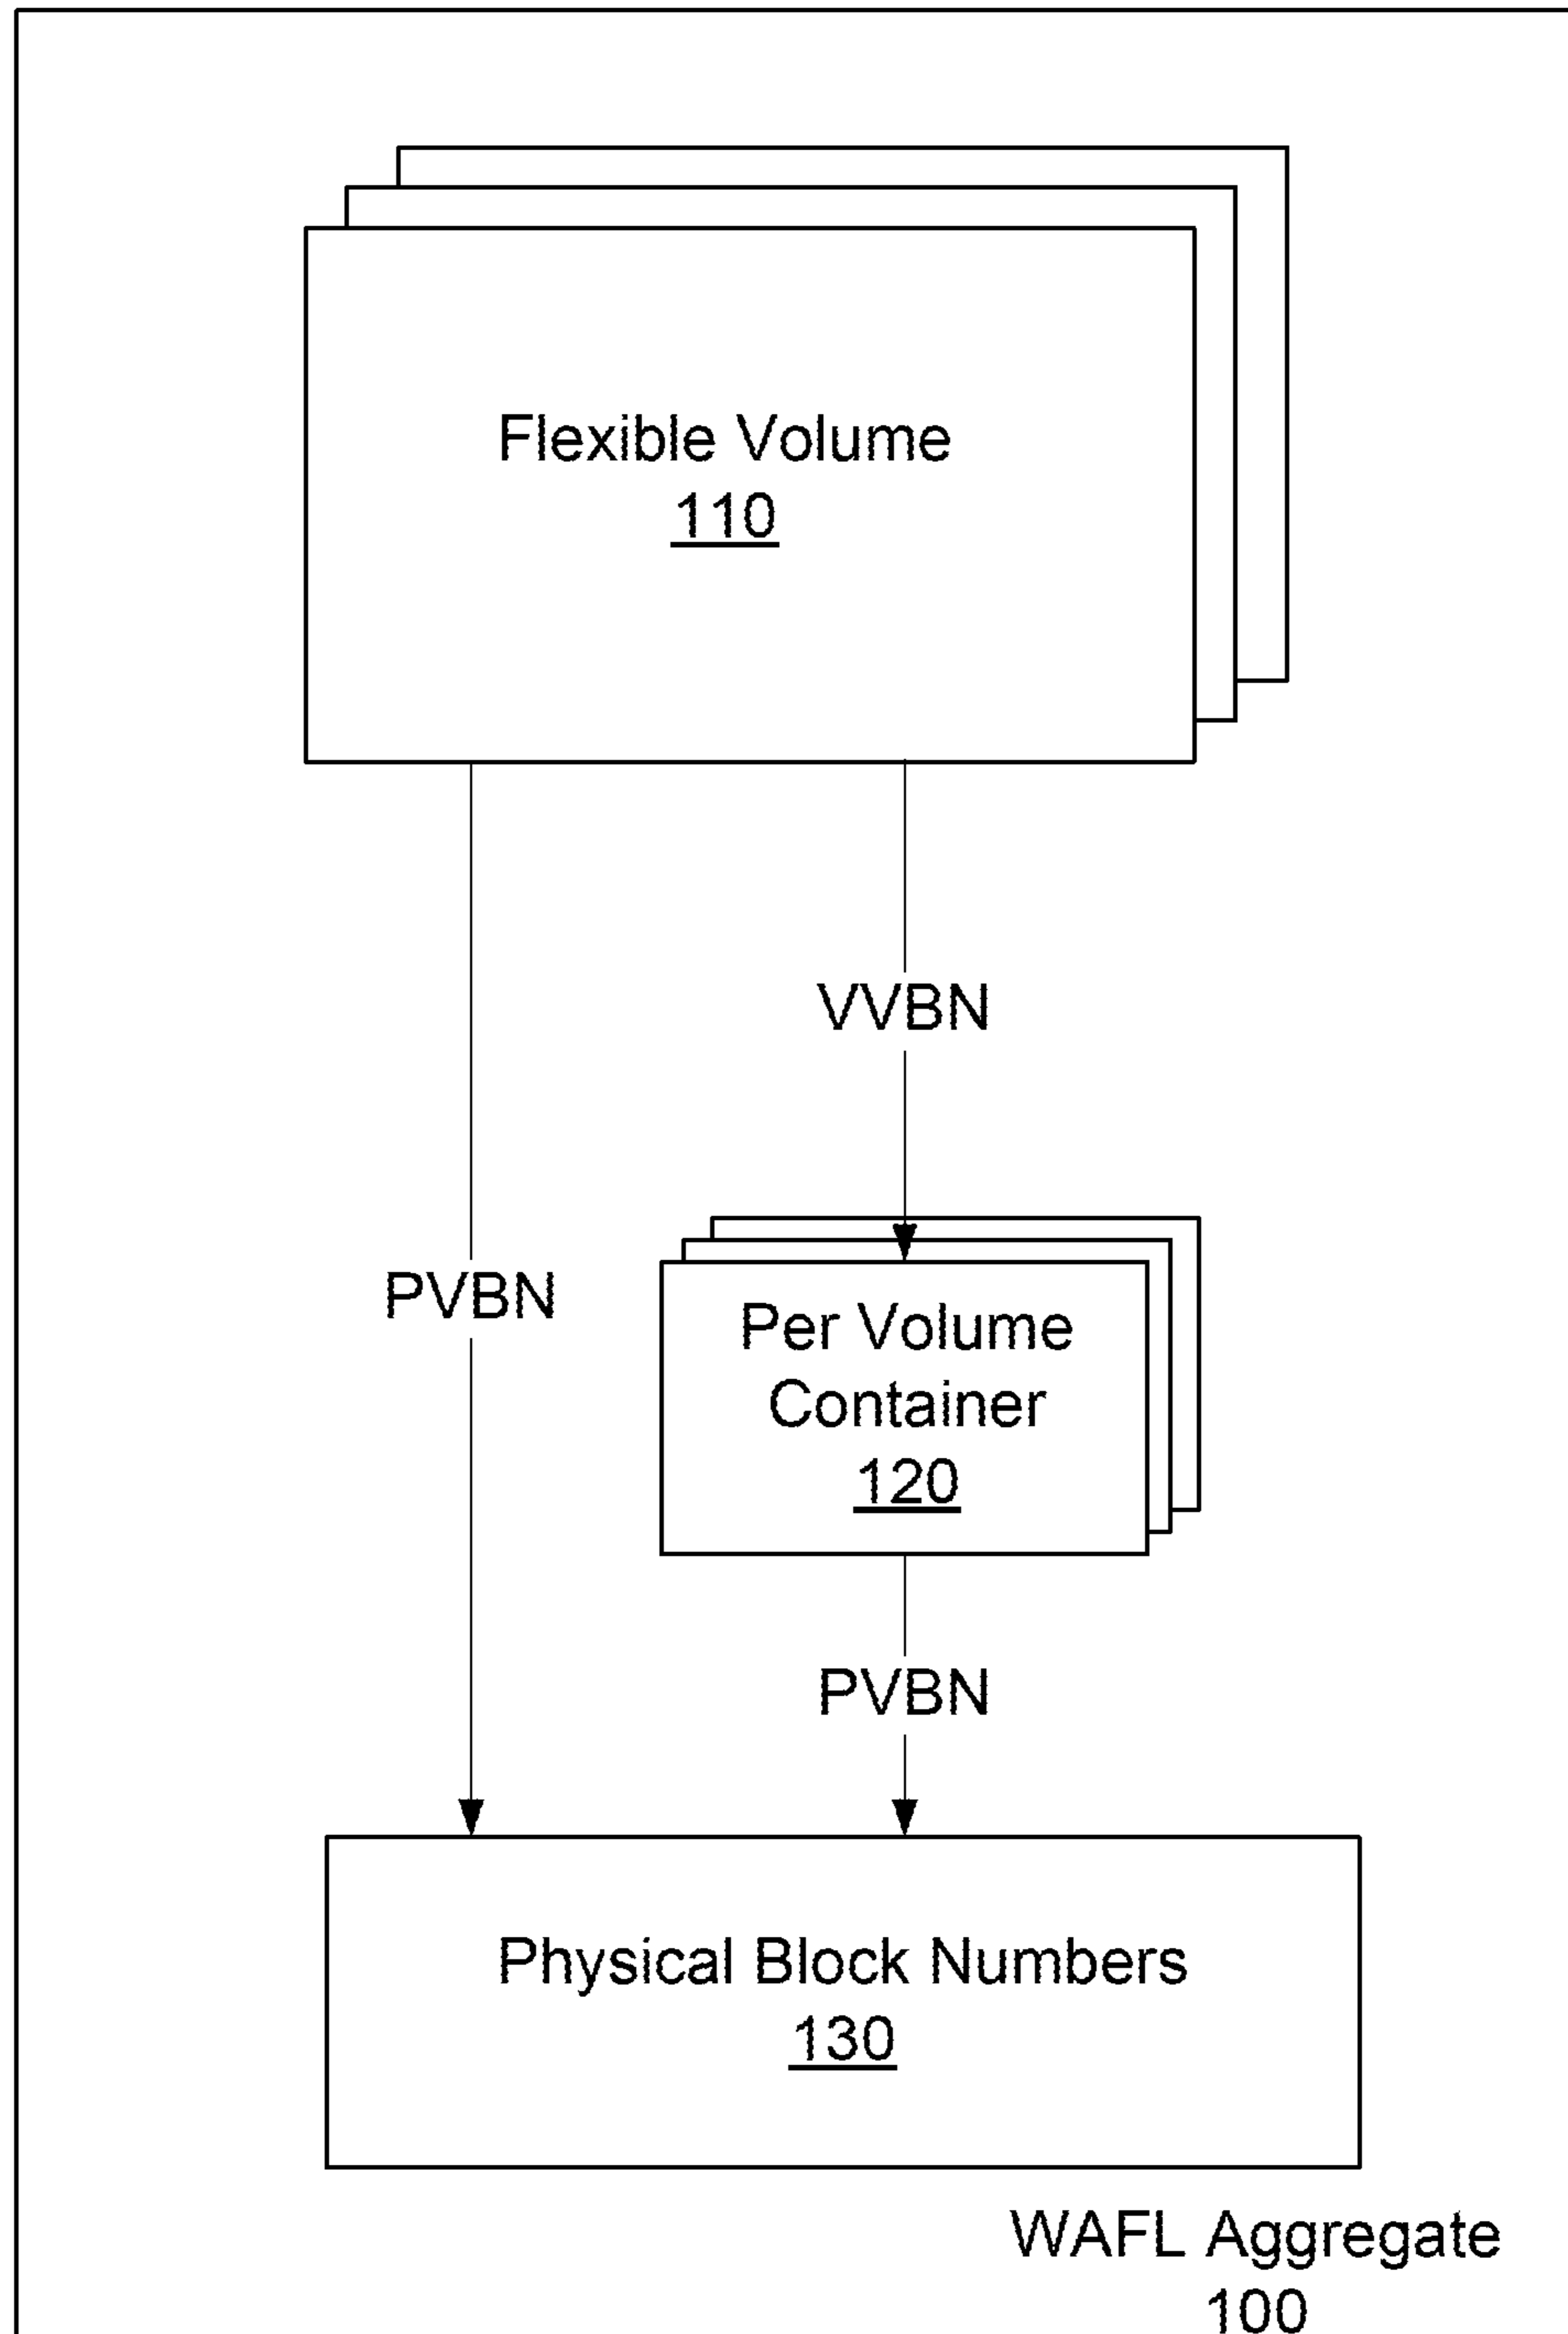 Flexible Volume
110
VVBN
PVBN
Per Volume
Container
120
PVBN
Physical Block Numbers
130
WAFL Aggregate
100